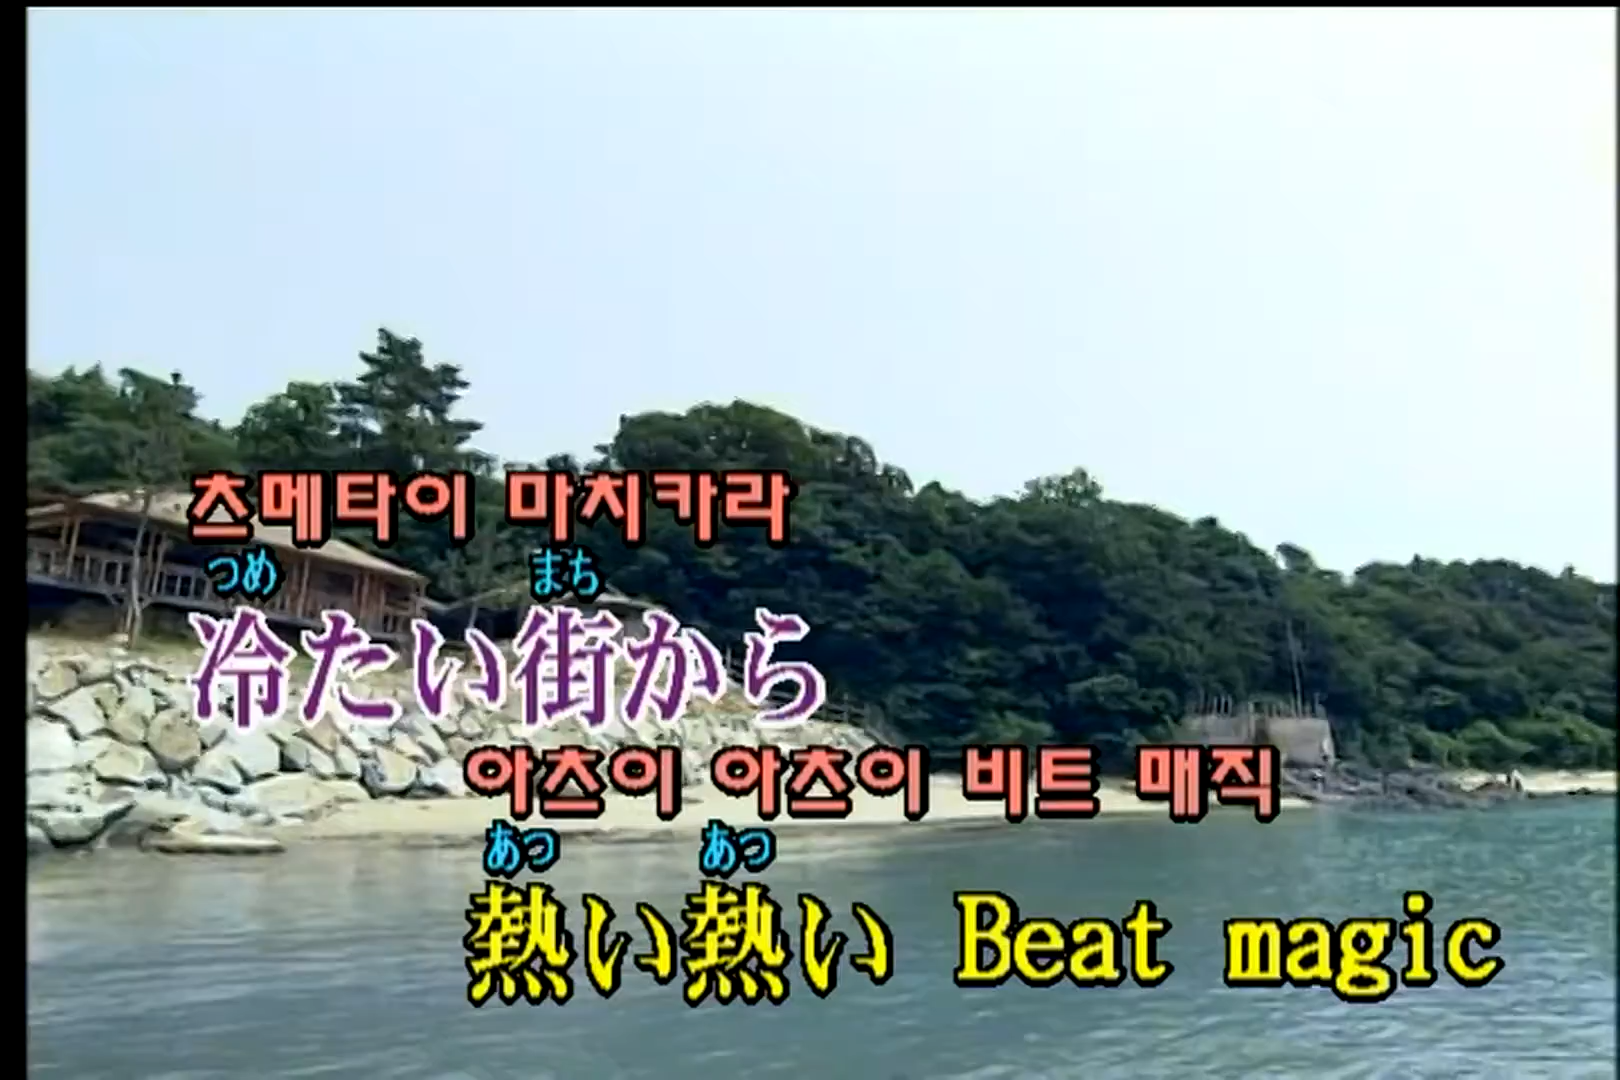 츠메타이 마치카라
つめ まち
冷たい街から
아츠이 아츠이 비트 매직
あつ あつ
熱い熱い Beat magic